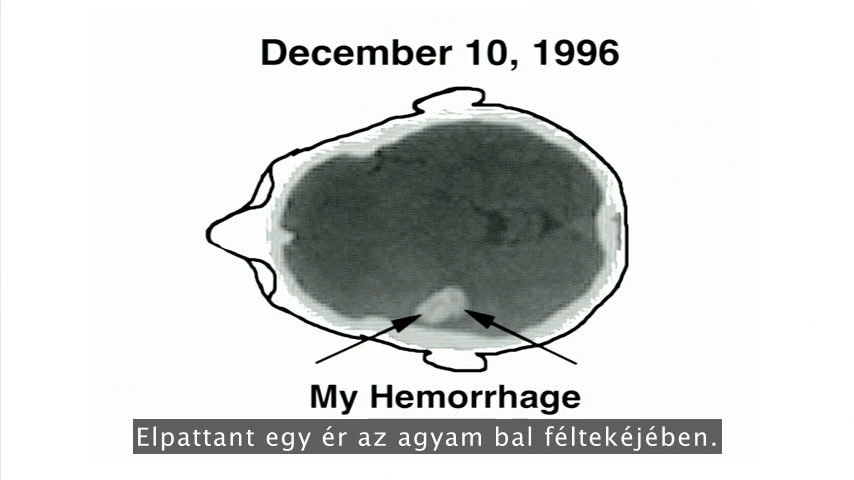 December 10, 1996
My Hemorrhage
Elpattant egy ér az agyam bal féltekéjében.